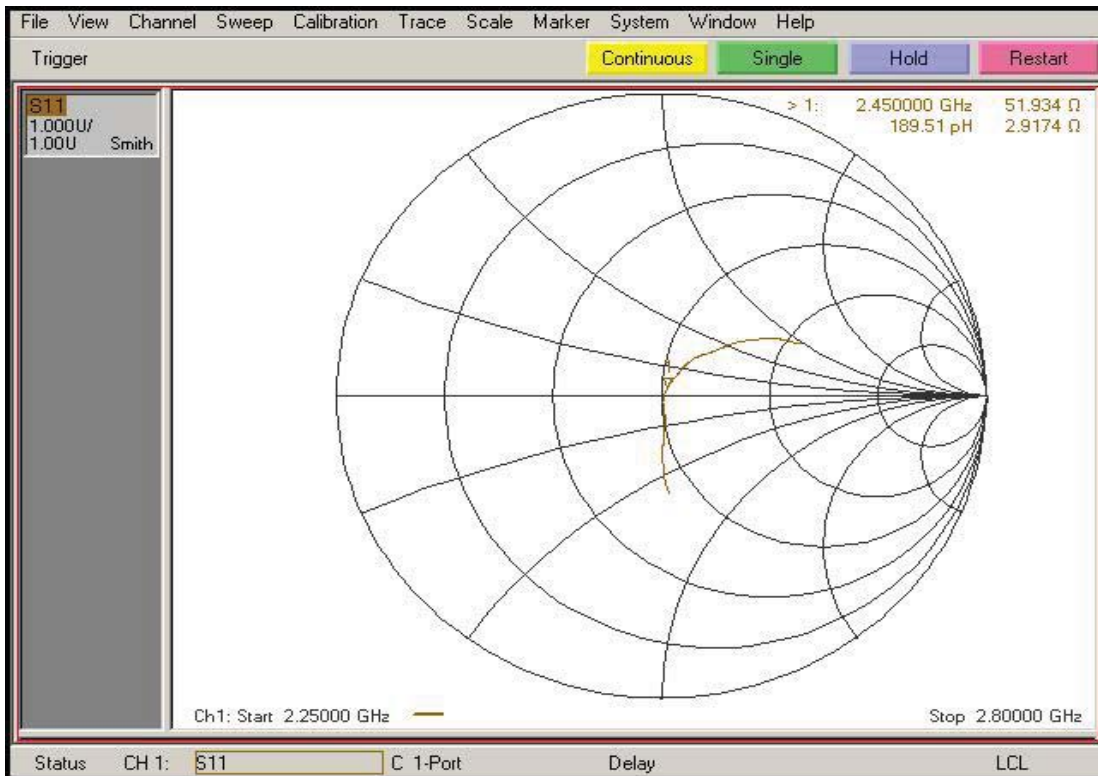 File View Channel Sweep Calibration Trace Scale Marker System Window Help
Trigger Continuous Single Hold Restart
S11
1.000U/
1.00U Smith
> 1: 2.450000 GHz 51.934 Ω
189.51 pH 2.9174 Ω
Ch1: Start 2.25000 GHz Stop 2.80000 GHz
Status CH 1: S11 C 1-Port Delay LCL